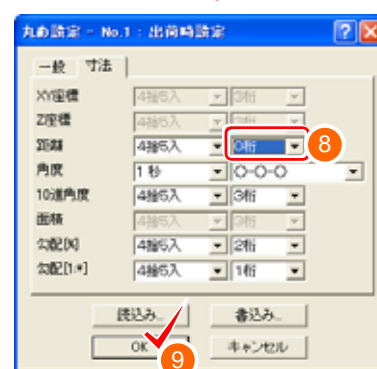 丸め設定 - No.1 : 出荷時設定
一般 寸法
XY座標 4捨5入 3桁
Z座標 4捨5入 3桁
距離 4捨5入 0桁 8
角度 1秒 ○-○-○
10進角度 4捨5入 3桁
面積 4捨5入 3桁
勾配[%] 4捨5入 2桁
勾配[1:*] 4捨5入 1桁
読込み... 書込み...
OK キャンセル
9